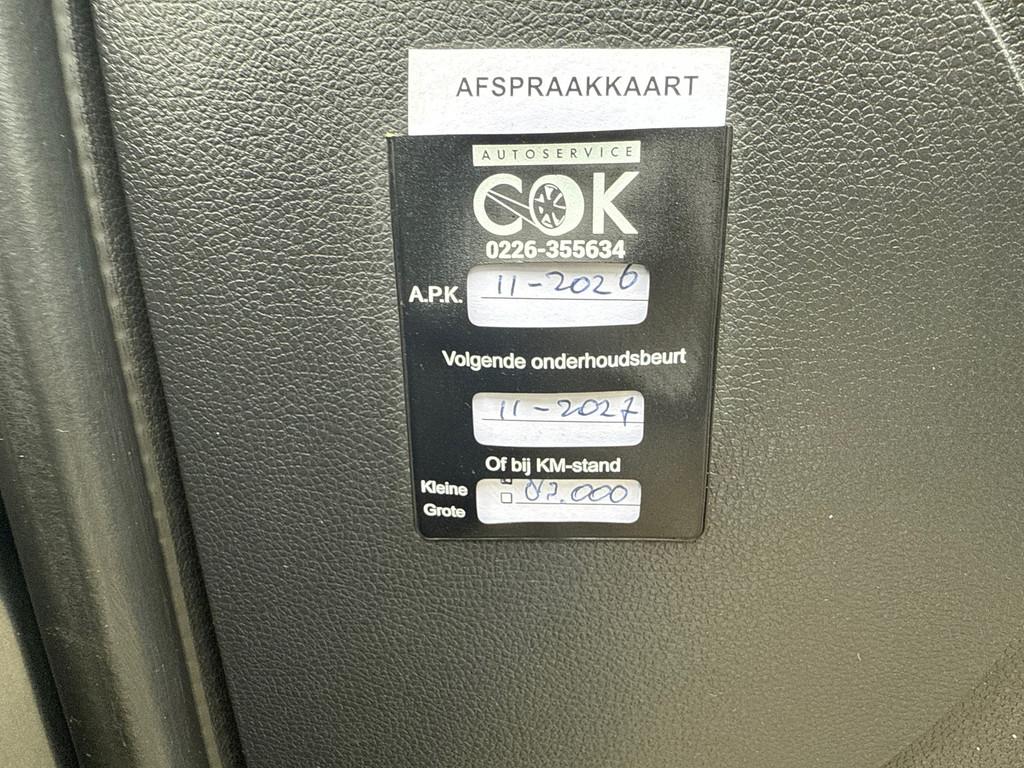 AFSPRAAKKAART
AUTOSERVICE
COK
0226-355634
A.P.K. 11-2026
Volgende onderhoudsbeurt
11-2027
Of bij KM-stand
Kleine
Grote